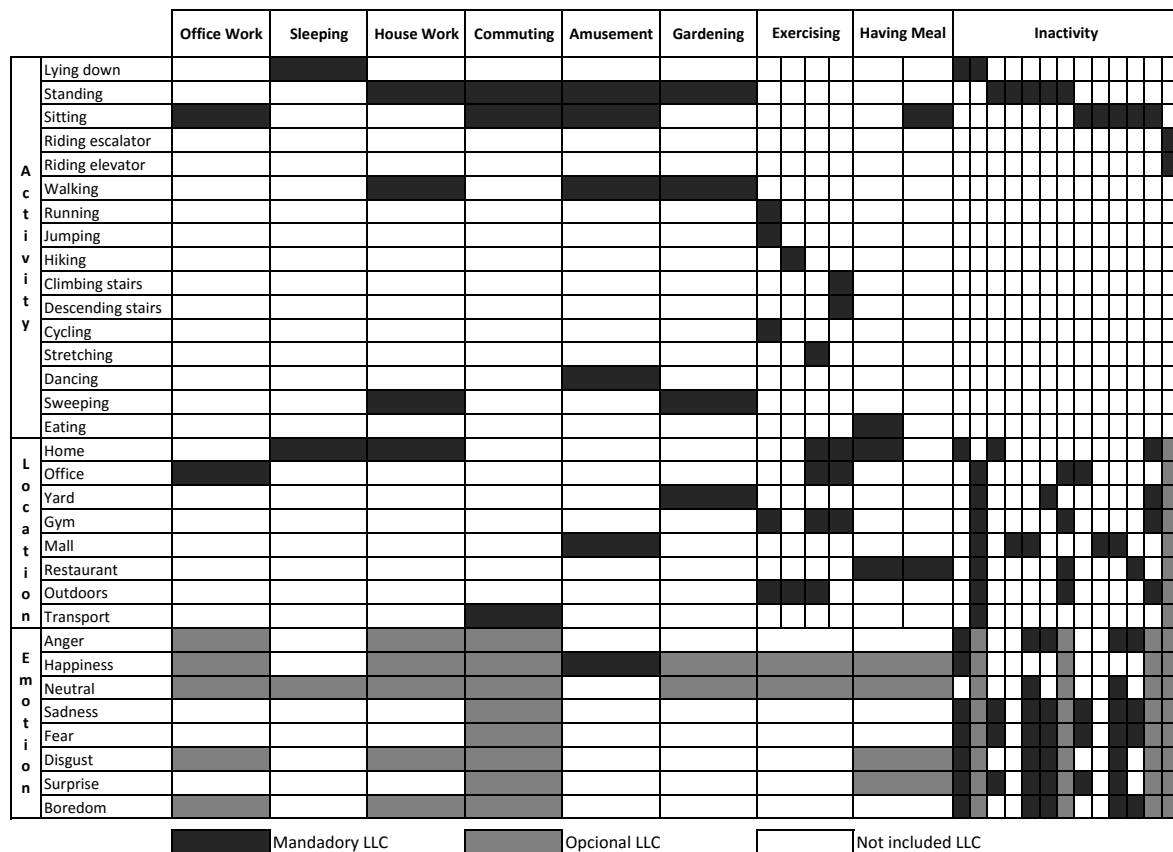 Office Work Sleeping House Work Commuting Amusement Gardening Exercising Having Meal Inactivity
Activity
Lying down
Standing
Sitting
Riding escalator
Riding elevator
Walking
Running
Jumping
Hiking
Climbing stairs
Descending stairs
Cycling
Stretching
Dancing
Sweeping
Eating
Location
Home
Office
Yard
Gym
Mall
Restaurant
Outdoors
Transport
Emotion
Anger
Happiness
Neutral
Sadness
Fear
Disgust
Surprise
Boredom
Mandadory LLC Opcional LLC Not included LLC